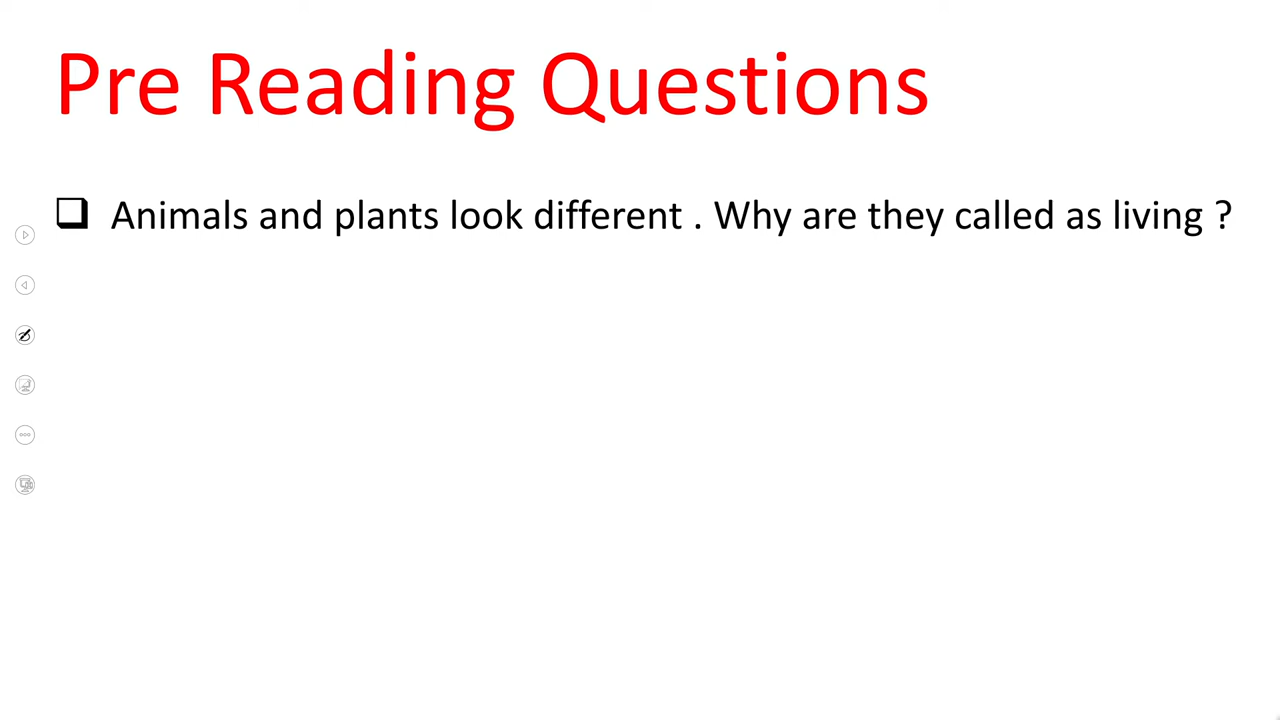 Pre Reading Questions
❑ Animals and plants look different . Why are they called as living ?